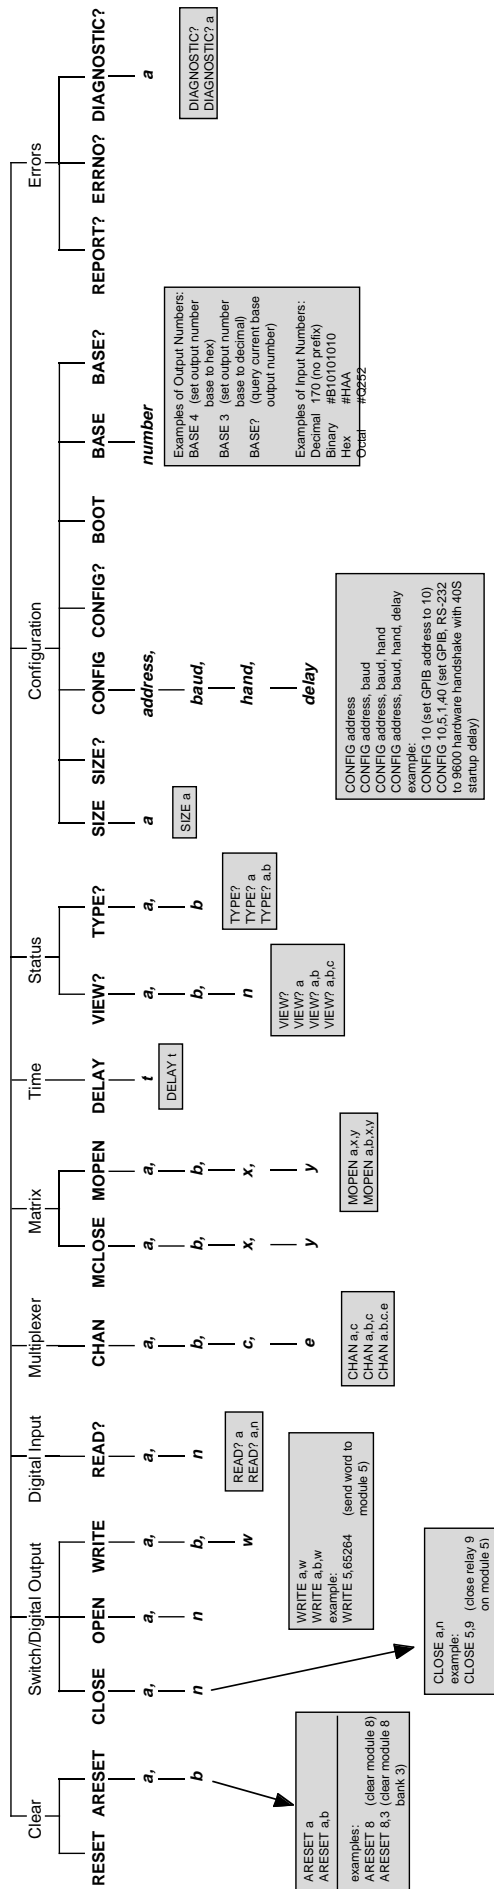 Clear
RESET ARESET
a,
b
ARESET a
ARESET a,b
examples:
ARESET 8 (clear module 8)
ARESET 8,3 (clear module 8
bank 3)
Switch/Digital Output
CLOSE OPEN WRITE
a, a, a,
n n b,
w
CLOSE a,n
example:
CLOSE 5,9 (close relay 9
on module 5)
WRITE a,w
WRITE a,b,w
example:
WRITE 5,65264 (send word to
module 5)
Digital Input
READ?
a,
n
READ? a
READ? a,n
Multiplexer
CHAN
a,
b,
c,
e
CHAN a,c
CHAN a,b,c
CHAN a.b.c.e
Matrix
MCLOSE MOPEN
a, a,
b, b,
x, x,
y y
MOPEN a,x,y
MOPEN a,b,x,y
Time
DELAY
t
DELAY t
Status
VIEW? TYPE?
a, a,
b, b
n
VIEW?
VIEW? a
VIEW? a,b
VIEW? a,b,c
TYPE?
TYPE? a
TYPE? a.b
Configuration
SIZE SIZE? CONFIG CONFIG? BOOT BASE BASE?
a
SIZE a
address,
baud,
hand,
delay
CONFIG address
CONFIG address, baud
CONFIG address, baud, hand
CONFIG address, baud, hand, delay
example:
CONFIG 10 (set GPIB address to 10)
CONFIG 10,5,1,40 (set GPIB, RS-232
to 9600 hardware handshake with 40S
startup delay)
number
Examples of Output Numbers:
BASE 4 (set output number
base to hex)
BASE 3 (set output number
base to decimal)
BASE? (query current base
output number)
Examples of Input Numbers:
Decimal 170 (no prefix)
Binary #B10101010
Hex #HAA
Octal #Q252
Errors
REPORT? ERRNO? DIAGNOSTIC?
a
DIAGNOSTIC?
DIAGNOSTIC? a